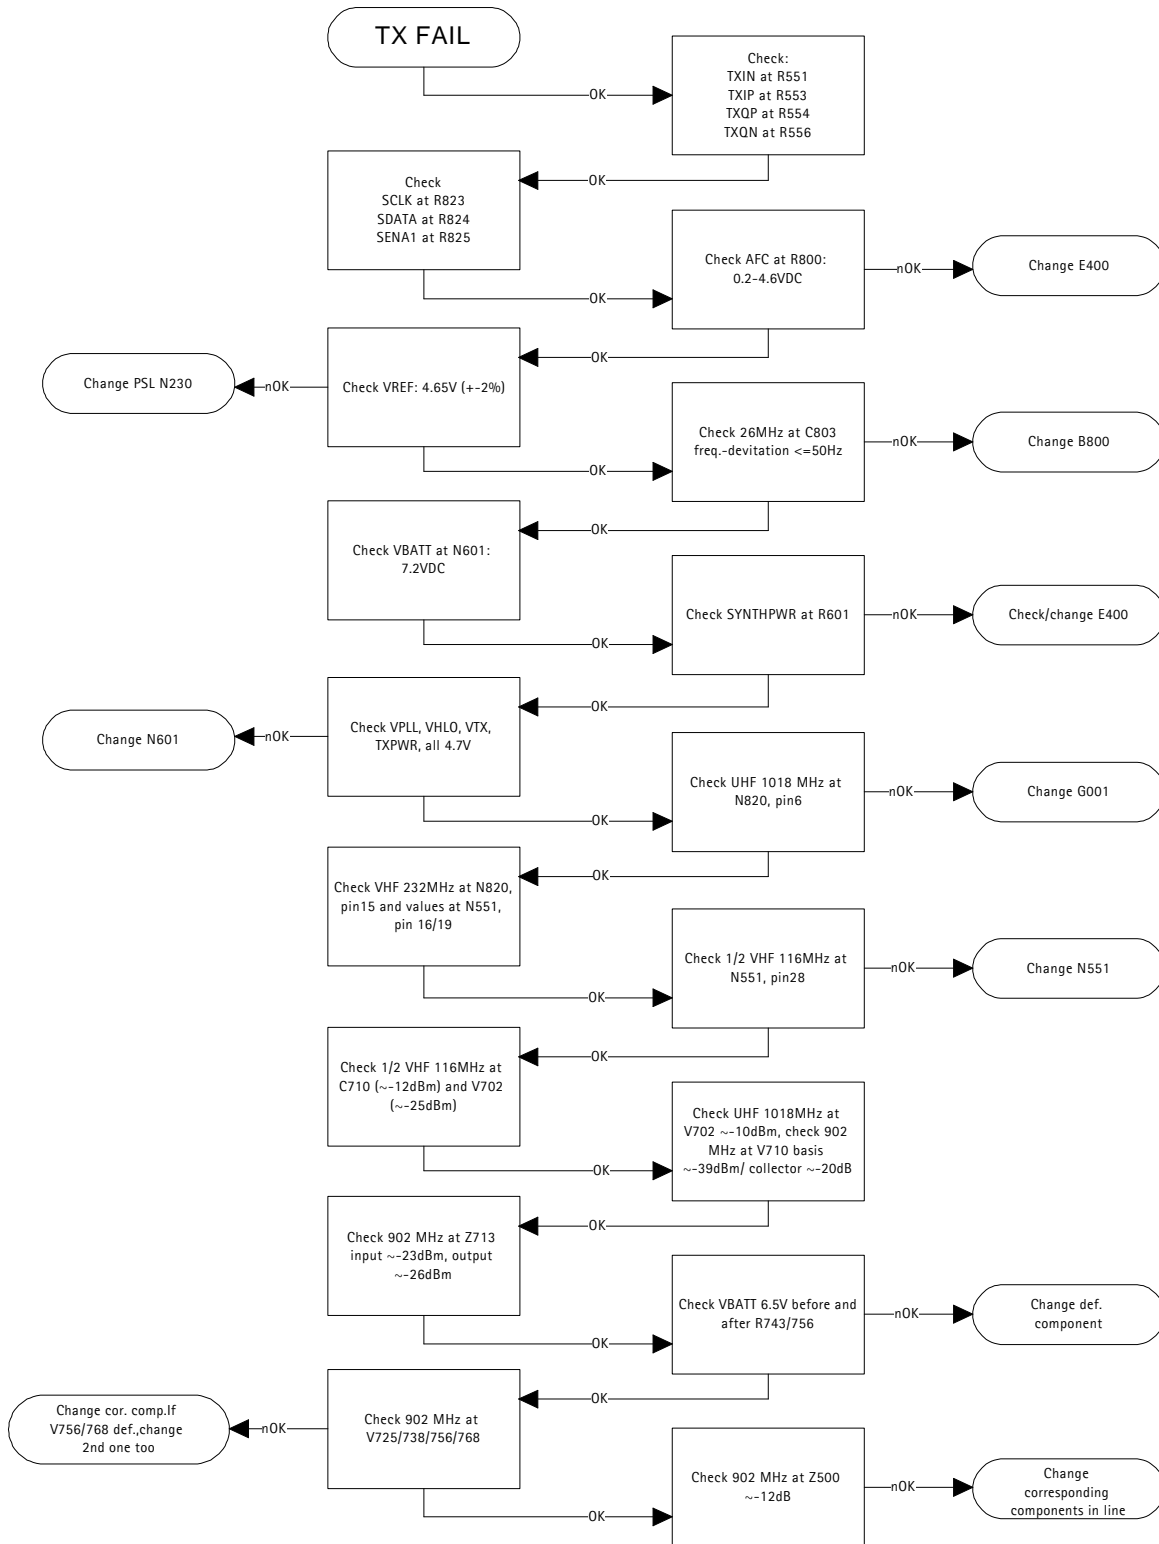 TX FAIL
OK
Check:
TXIN at R551
TXIP at R553
TXQP at R554
TXQN at R556
OK
Check
SCLK at R823
SDATA at R824
SENA1 at R825
OK
Check AFC at R800:
0.2-4.6VDC
nOK
Change E400
OK
Check VREF: 4.65V (+-2%)
nOK
Change PSL N230
OK
Check 26MHz at C803
freq.-devitation <=50Hz
nOK
Change B800
OK
Check VBATT at N601:
7.2VDC
OK
Check SYNTHPWR at R601
nOK
Check/change E400
OK
Check VPLL, VHLO, VTX,
TXPWR, all 4.7V
nOK
Change N601
OK
Check UHF 1018 MHz at
N820, pin6
nOK
Change G001
OK
Check VHF 232MHz at N820,
pin15 and values at N551,
pin 16/19
OK
Check 1/2 VHF 116MHz at
N551, pin28
nOK
Change N551
OK
Check 1/2 VHF 116MHz at
C710 (~-12dBm) and V702
(~-25dBm)
OK
Check UHF 1018MHz at
V702 ~-10dBm, check 902
MHz at V710 basis
~-39dBm/ collector ~-20dB
OK
Check 902 MHz at Z713
input ~-23dBm, output
~-26dBm
OK
Check VBATT 6.5V before and
after R743/756
nOK
Change def.
component
OK
Check 902 MHz at
V725/738/756/768
nOK
Change cor. comp.If
V756/768 def.,change
2nd one too
OK
Check 902 MHz at Z500
~-12dB
nOK
Change
corresponding
components in line